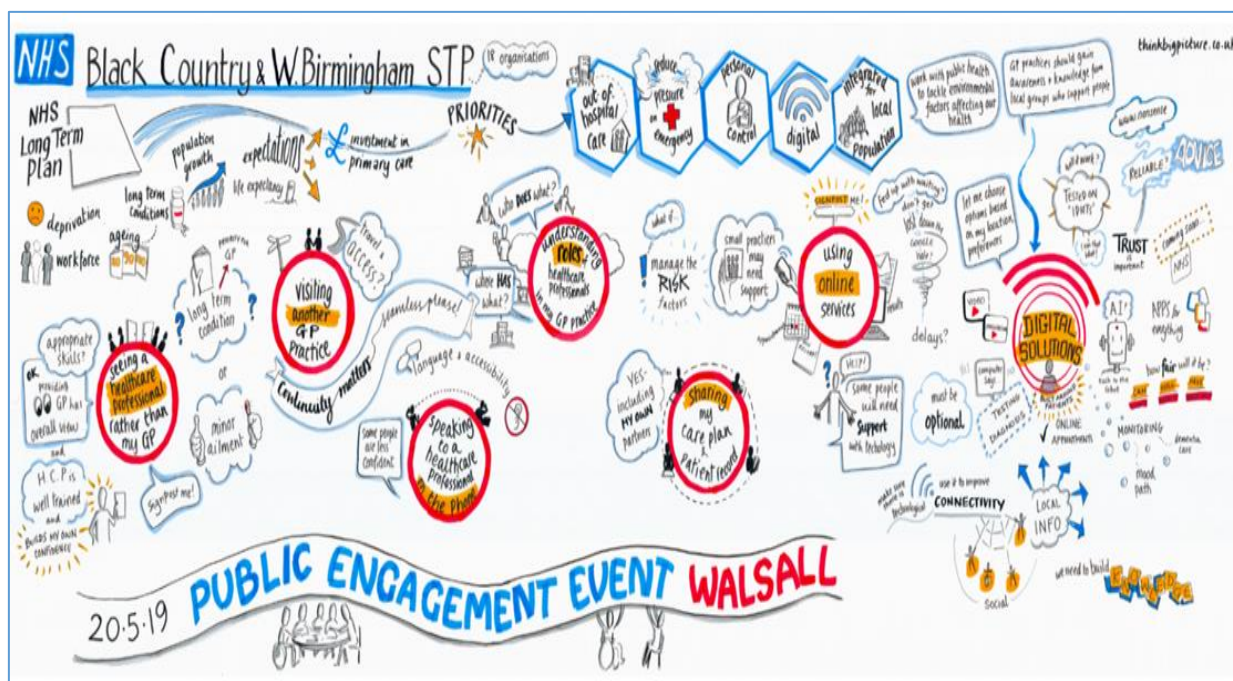 NHS
Black Country & W.Birmingham STP
18 organisations
thinkbigpicture.co.uk
NHS
Long Term
Plan
population
growth
expectations
life expectancy
£ investment in
primary care
PRIORITIES
out of
hospital
care
reduce
pressure
on
emergency
personal
control
digital
integrated
for
local
population
work with public health
to tackle environmental
factors affecting our
health
GP practices should gain
awareness + knowledge from
local groups who support people
deprivation
long term
conditions
workforce
ageing
WWW.nonsense
RELIABLE?
ADVICE
will it work?
TESTED ON
TRUST
is important
coming soon
NHS
let me choose
options based
on my location
preferences
appropriate
skills?
OK
providing
GP has
overall view
and
H.C.P is
well trained
and
BUILDS MY OWN
CONFIDENCE
seeing a
healthcare
professional
rather than
my GP
GP
long term
condition
or
minor
ailment
Signpost me!
visiting
another
GP
Practice
Travel &
access?
Continuity matters
seamless please!
who DOES what?
where HAS
what?
understanding
roles of
healthcare
professionals
in my GP practice
language & accessibility
some people
are less
confident
speaking
to a
healthcare
professional
on the phone
what if...
manage the
RISK
factors
small practices
may
need
support
YES-
including
MY OWN
partners
sharing
my
care plan
&
patient record
SIGNPOST me!
using
online
services
fed up with waiting
don't get
lost down the
Google
hole!
delays?
HELP!
some people
will need
support
with technology
must be
optional
DIGITAL
SOLUTIONS
VIDEO
computer
says
TESTING
DIAGNOSIS
ONLINE
APPOINTMENTS
AI?
APPS for
everything
how fair will it be?
MONITORING
dementia
care
mood
path
use it to improve
CONNECTIVITY
social
LOCAL
INFO
we need to build
20.5.19
PUBLIC ENGAGEMENT EVENT WALSALL